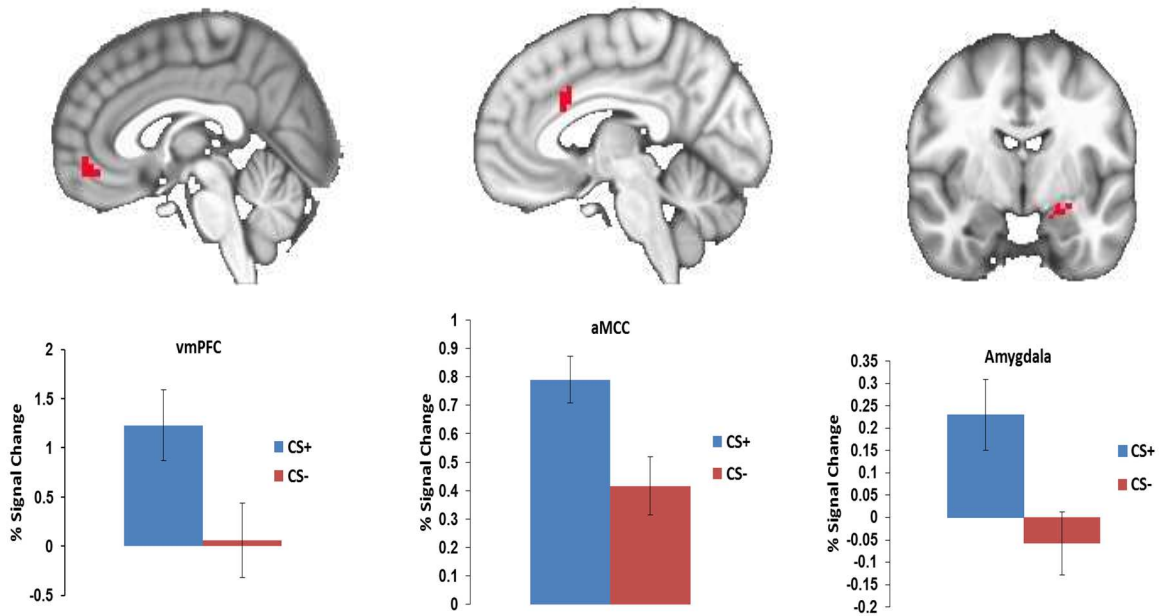 vmPFC
2
1.5
1
0.5
0
-0.5
% Signal Change
CS+
CS-
aMCC
1
0.9
0.8
0.7
0.6
0.5
0.4
0.3
0.2
0.1
0
% Signal Change
CS+
CS-
Amygdala
0.35
0.3
0.25
0.2
0.15
0.1
0.05
0
-0.05
-0.1
-0.15
-0.2
% Signal Change
CS+
CS-